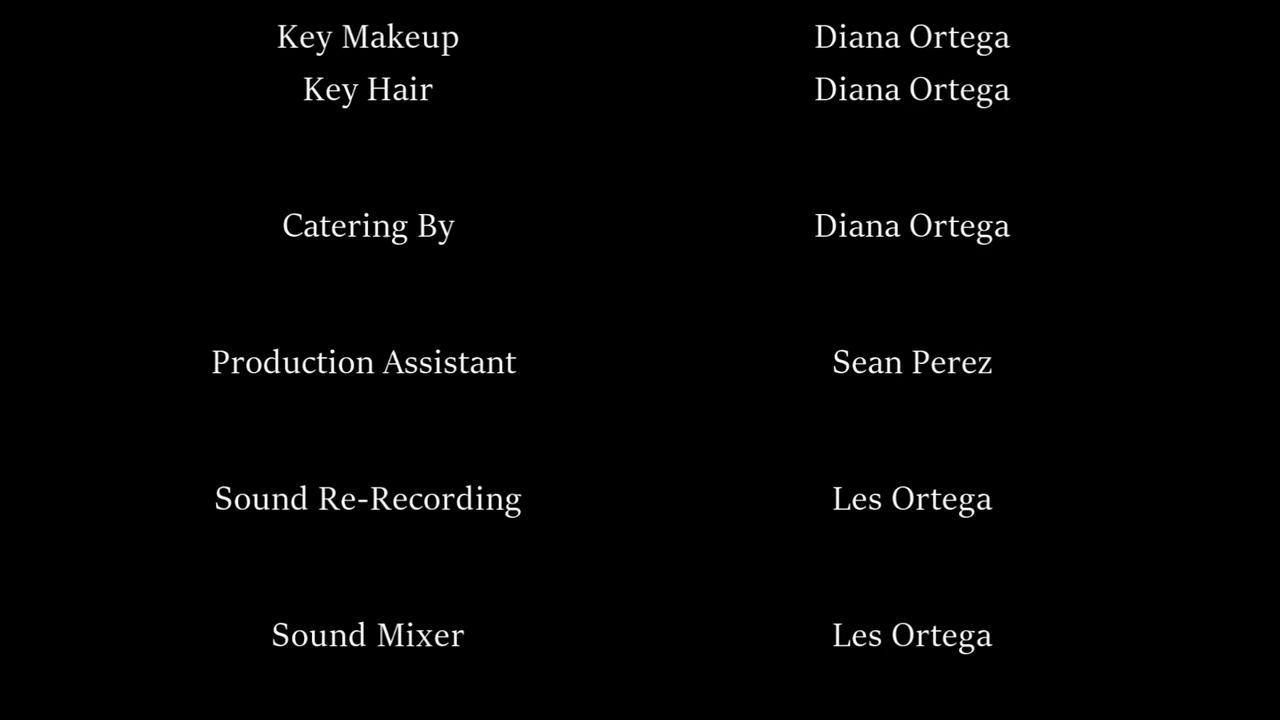 Key Makeup Diana Ortega
Key Hair Diana Ortega
Catering By Diana Ortega
Production Assistant Sean Perez
Sound Re-Recording Les Ortega
Sound Mixer Les Ortega